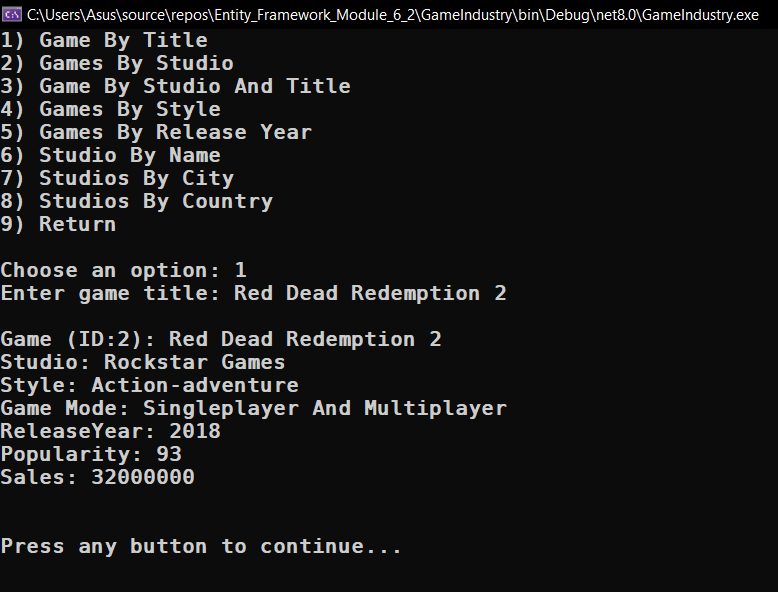 C:\Users\Asus\source\repos\Entity_Framework_Module_6_2\GameIndustry\bin\Debug\net8.0\GameIndustry.exe
1) Game By Title
2) Games By Studio
3) Game By Studio And Title
4) Games By Style
5) Games By Release Year
6) Studio By Name
7) Studios By City
8) Studios By Country
9) Return
Choose an option: 1
Enter game title: Red Dead Redemption 2
Game (ID:2): Red Dead Redemption 2
Studio: Rockstar Games
Style: Action-adventure
Game Mode: Singleplayer And Multiplayer
ReleaseYear: 2018
Popularity: 93
Sales: 32000000
Press any button to continue...